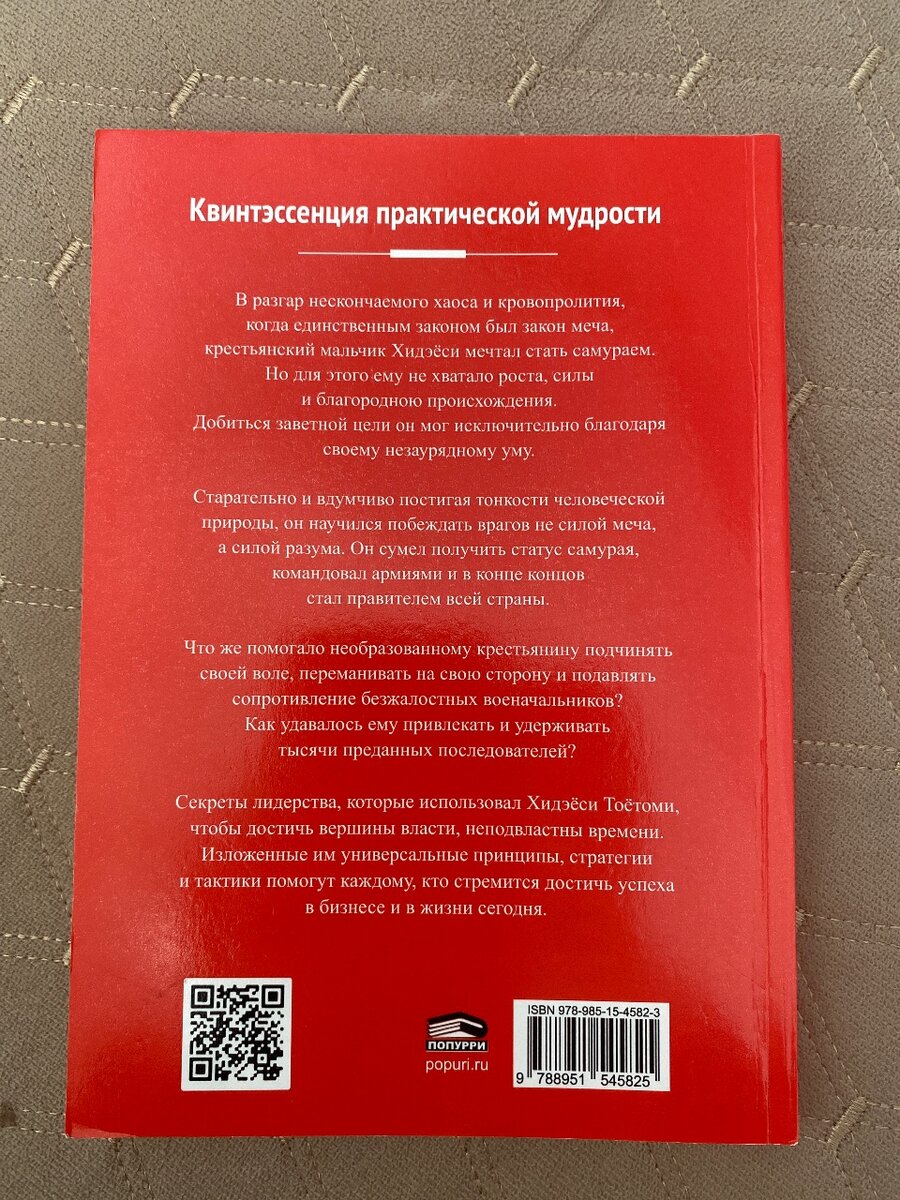 Квинтэссенция практической мудрости
В разгар нескончаемого хаоса и кровопролития,
когда единственным законом был закон меча,
крестьянский мальчик Хидэёси мечтал стать самураем.
Но для этого ему не хватало роста, силы
и благородною происхождения.
Добиться заветной цели он мог исключительно благодаря
своему незаурядному уму.
Старательно и вдумчиво постигая тонкости человеческой
природы, он научился побеждать врагов не силой меча,
а силой разума. Он сумел получить статус самурая,
командовал армиями и в конце концов
стал правителем всей страны.
Что же помогало необразованному крестьянину подчинять
своей воле, переманивать на свою сторону и подавлять
сопротивление безжалостных военачальников?
Как удавалось ему привлекать и удерживать
тысячи преданных последователей?
Секреты лидерства, которые использовал Хидэёси Тоётоми,
чтобы достичь вершины власти, неподвластны времени.
Изложенные им универсальные принципы, стратегии
и тактики помогут каждому, кто стремится достичь успеха
в бизнесе и в жизни сегодня.
ПОПУРРИ
popuri.ru
ISBN 978-985-15-4582-3
9 788951 545825